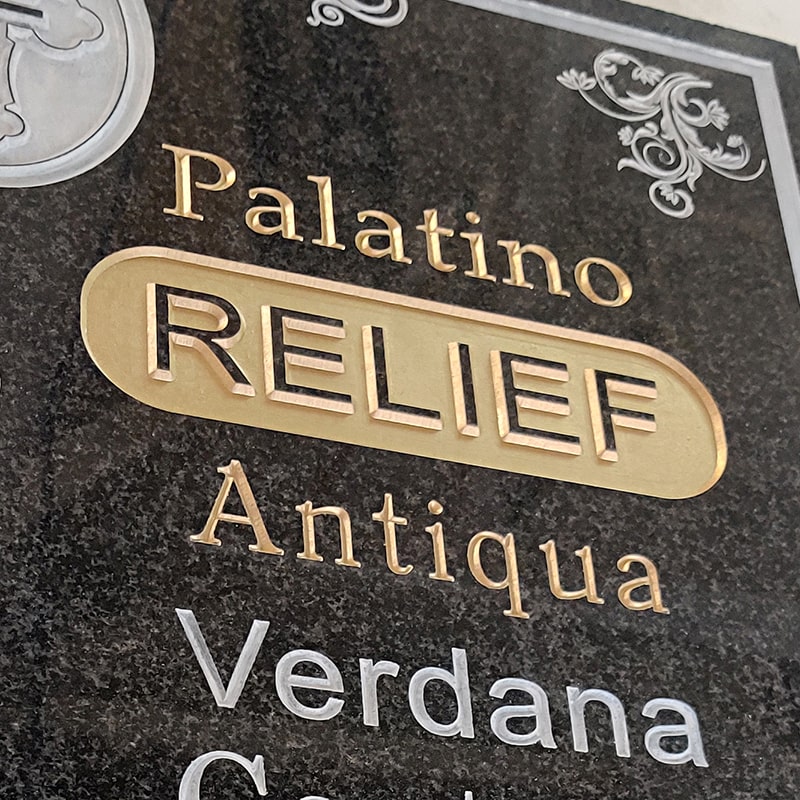 Palatino
RELIEF
Antiqua
Verdana